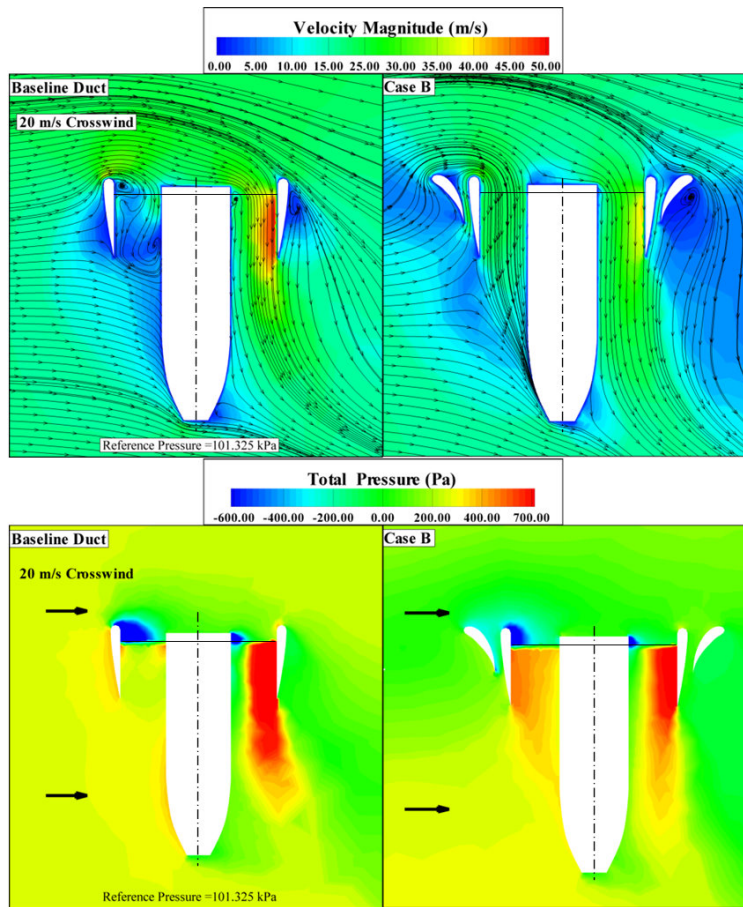 Velocity Magnitude (m/s)
0.00 5.00 10.00 15.00 20.00 25.00 30.00 35.00 40.00 45.00 50.00
Baseline Duct
Case B
20 m/s Crosswind
Reference Pressure =101.325 kPa
Total Pressure (Pa)
-600.00 -400.00 -200.00 0.00 200.00 400.00 700.00
Baseline Duct
Case B
20 m/s Crosswind
Reference Pressure =101.325 kPa